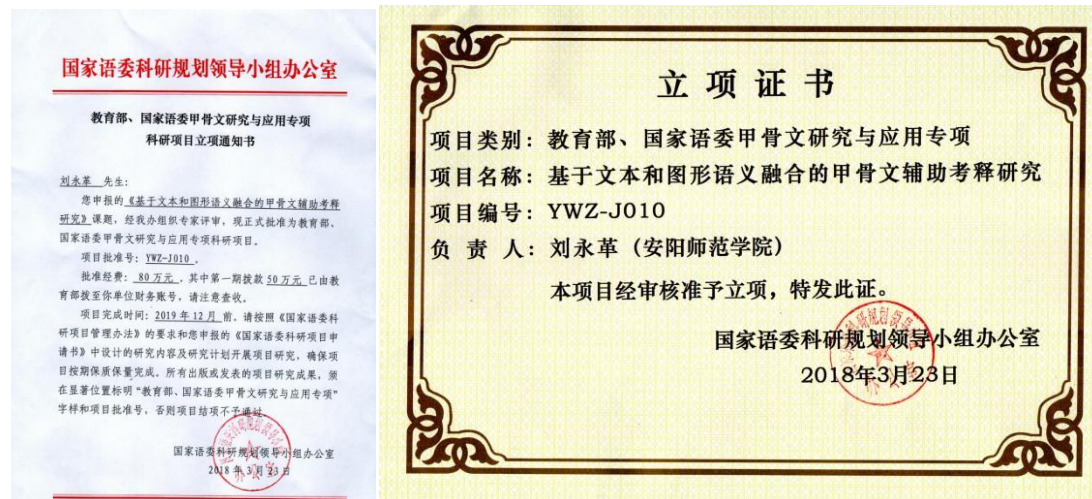 国家语委科研规划领导小组办公室
教育部、国家语委甲骨文研究与应用专项
科研项目立项通知书
刘永革 先生：
您申报的《基于文本和图形语义融合的甲骨文辅助考释
研究》课题，经我办组织专家评审，现正式批准为教育部、
国家语委甲骨文研究与应用专项科研项目。
项目批准号：YWZ-J010 。
批准经费： 80万元 ，其中第一期拨款 50万元 已由教
育部拨至你单位财务账号，请注意查收。
项目完成时间：2019年12月 前。请按照《国家语委科
研项目管理办法》的要求和您申报的《国家语委科研项目申
请书》中设计的研究内容及研究计划开展项目研究，确保项
目按期保质保量完成。所有出版或发表的项目研究成果，须
在显著位置标明“教育部、国家语委甲骨文研究与应用专项”
字样和项目批准号，否则项目结项不予通过。
国家语委科研规划领导小组办公室
2018年3月23日
立项证书
项目类别：教育部、国家语委甲骨文研究与应用专项
项目名称：基于文本和图形语义融合的甲骨文辅助考释研究
项目编号：YWZ-J010
负 责 人：刘永革（安阳师范学院）
本项目经审核准予立项，特发此证。
国家语委科研规划领导小组办公室
2018年3月23日